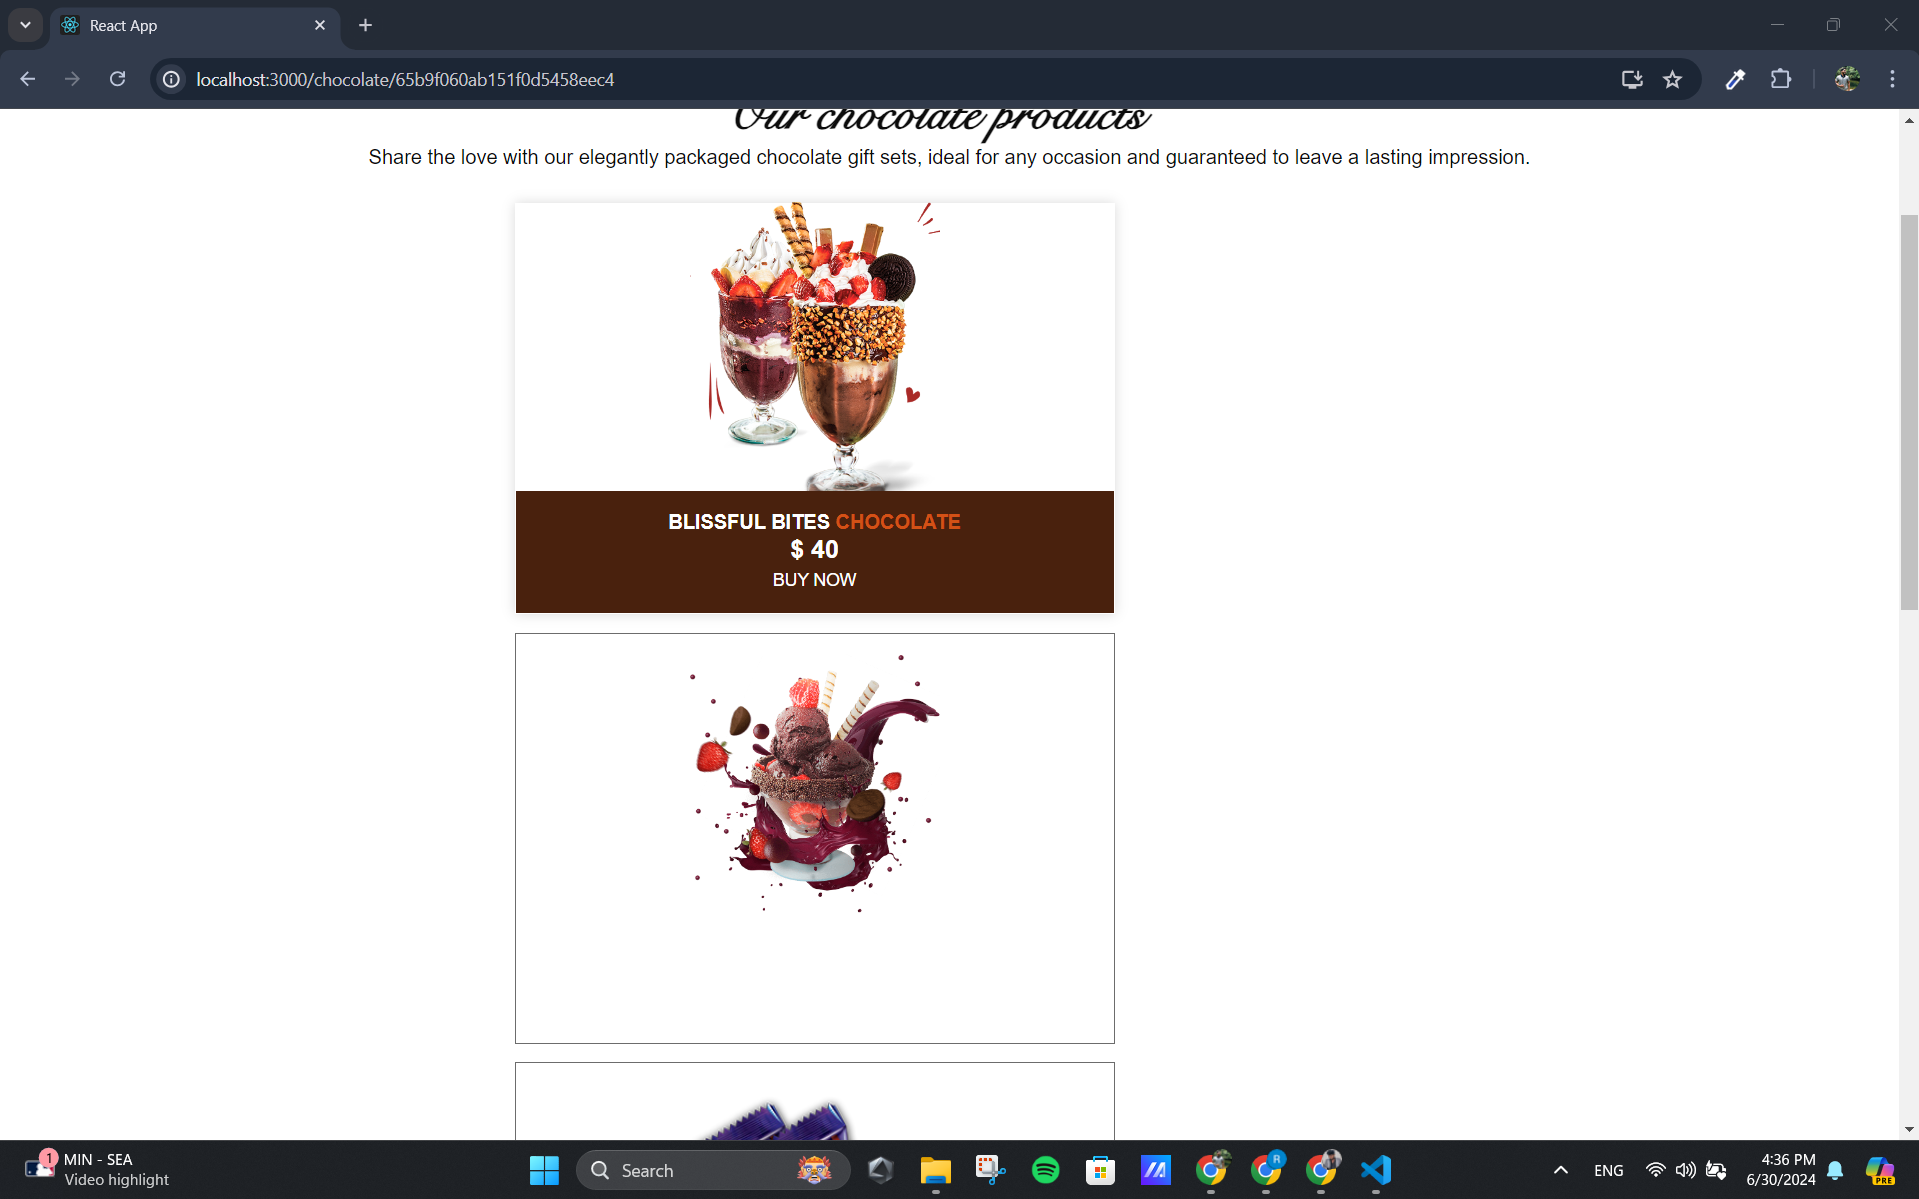 React App
localhost:3000/chocolate/65b9f060ab151f0d5458eec4
Our chocolate products
Share the love with our elegantly packaged chocolate gift sets, ideal for any occasion and guaranteed to leave a lasting impression.
BLISSFUL BITES CHOCOLATE
$ 40
BUY NOW
1
MIN - SEA
Video highlight
Search
R
ENG
4:36 PM
6/30/2024
PRE